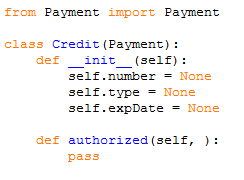 from Payment import Payment
class Credit(Payment):
    def __init__(self):
        self.number = None
        self.type = None
        self.expDate = None
    def authorized(self, ):
        pass